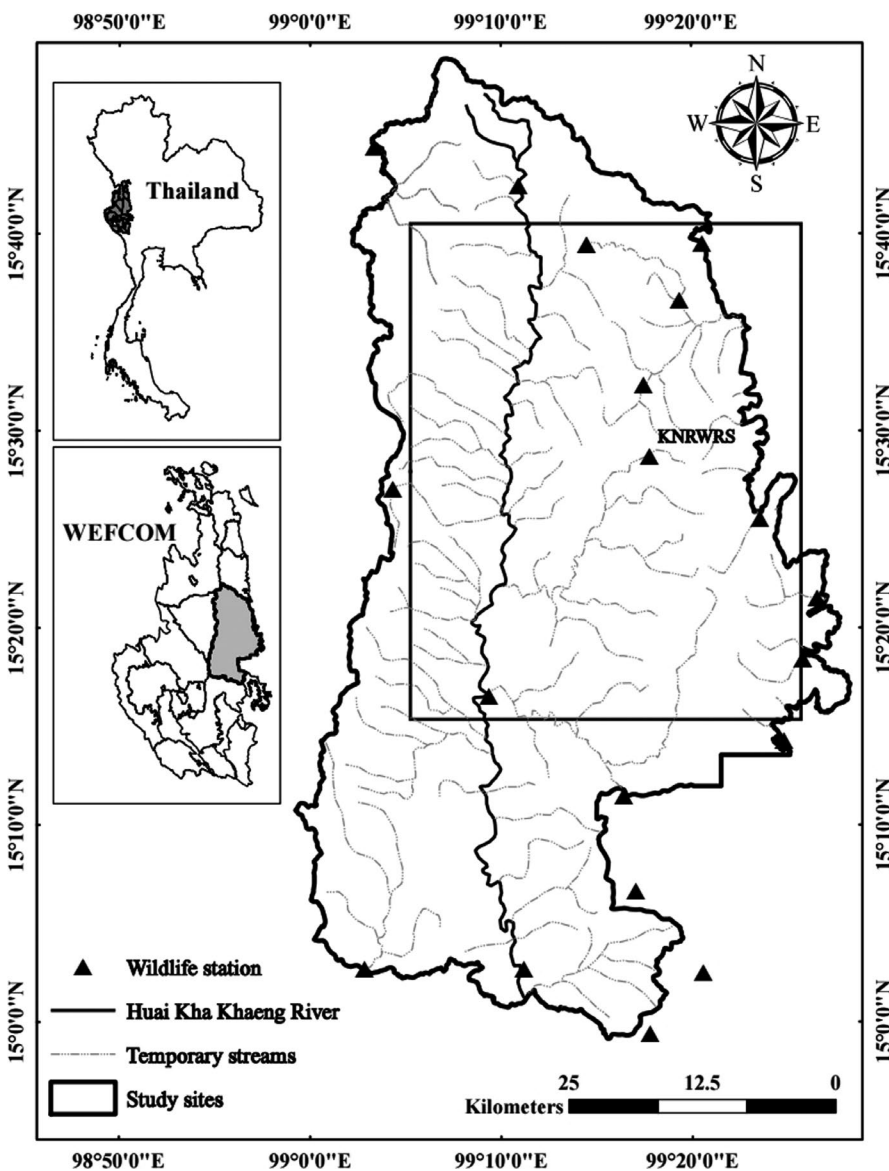 98°50'0"E 99°0'0"E 99°10'0"E 99°20'0"E
N
W E
S
Thailand
15°40'0"N 15°40'0"N
15°30'0"N 15°30'0"N
KNRWRS
WEFCOM
15°20'0"N 15°20'0"N
15°10'0"N 15°10'0"N
15°0'0"N 15°0'0"N
Wildlife station
Huai Kha Khaeng River
Temporary streams
Study sites
25 12.5 0
Kilometers
98°50'0"E 99°0'0"E 99°10'0"E 99°20'0"E